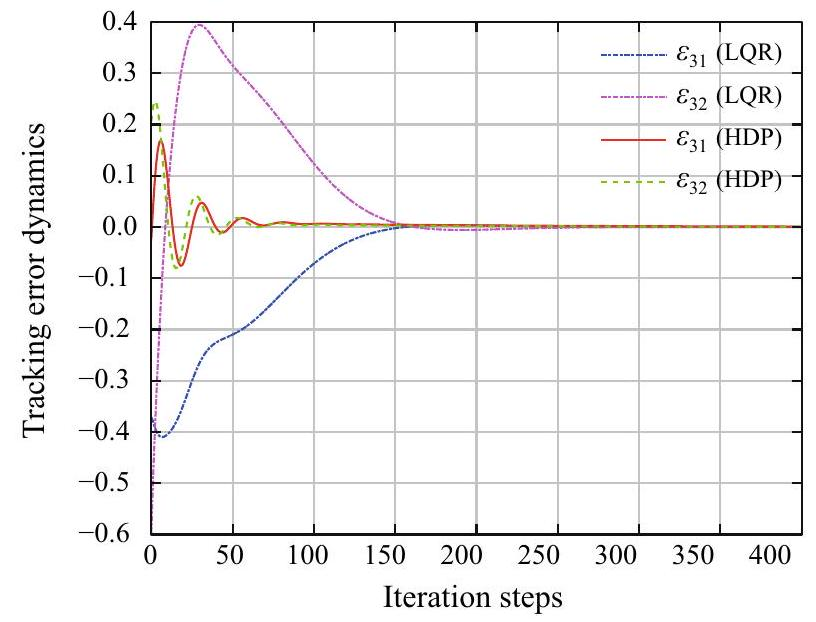 0.4
0.3
0.2
0.1
0.0
−0.1
−0.2
−0.3
−0.4
−0.5
−0.6
Tracking error dynamics
ε31 (LQR)
ε32 (LQR)
ε31 (HDP)
ε32 (HDP)
0 50 100 150 200 250 300 350 400
Iteration steps